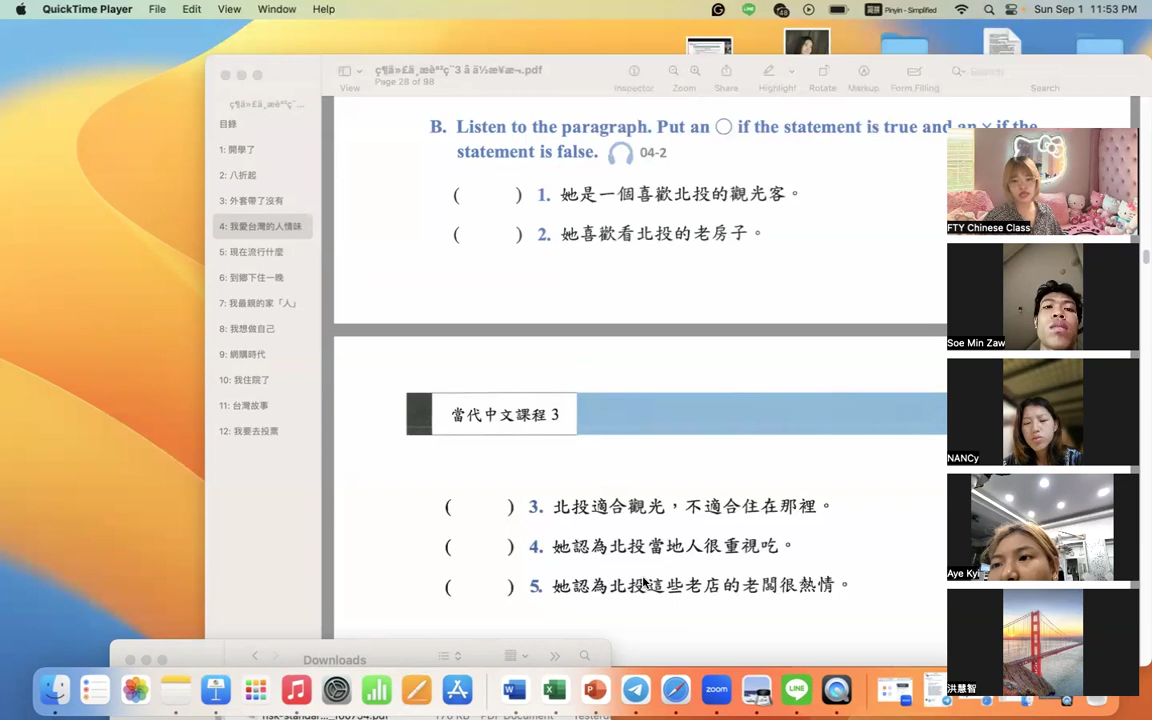 QuickTime Player File Edit View Window Help
Pinyin - Simplified
Sun Sep 1 11:53 PM
Page 28 of 98
View
Inspector Zoom Share Highlight Rotate Markup Form Filling Search
目錄
1: 開學了
2: 八折起
3: 外套帶了沒有
4: 我愛台灣的人情味
5: 現在流行什麼
6: 到鄉下住一晚
7: 我最親的家「人」
8: 我想做自己
9: 網購時代
10: 我住院了
11: 台灣故事
12: 我要去投票
B. Listen to the paragraph. Put an ○ if the statement is true and an × if the
statement is false. 04-2
( ) 1. 她是一個喜歡北投的觀光客。
( ) 2. 她喜歡看北投的老房子。
當代中文課程 3
( ) 3. 北投適合觀光，不適合住在那裡。
( ) 4. 她認為北投當地人很重視吃。
( ) 5. 她認為北投這些老店的老闆很熱情。
FTY Chinese Class
Soe Min Zaw
NANCy
Aye Kyi
洪慧智
Downloads
zoom
LINE